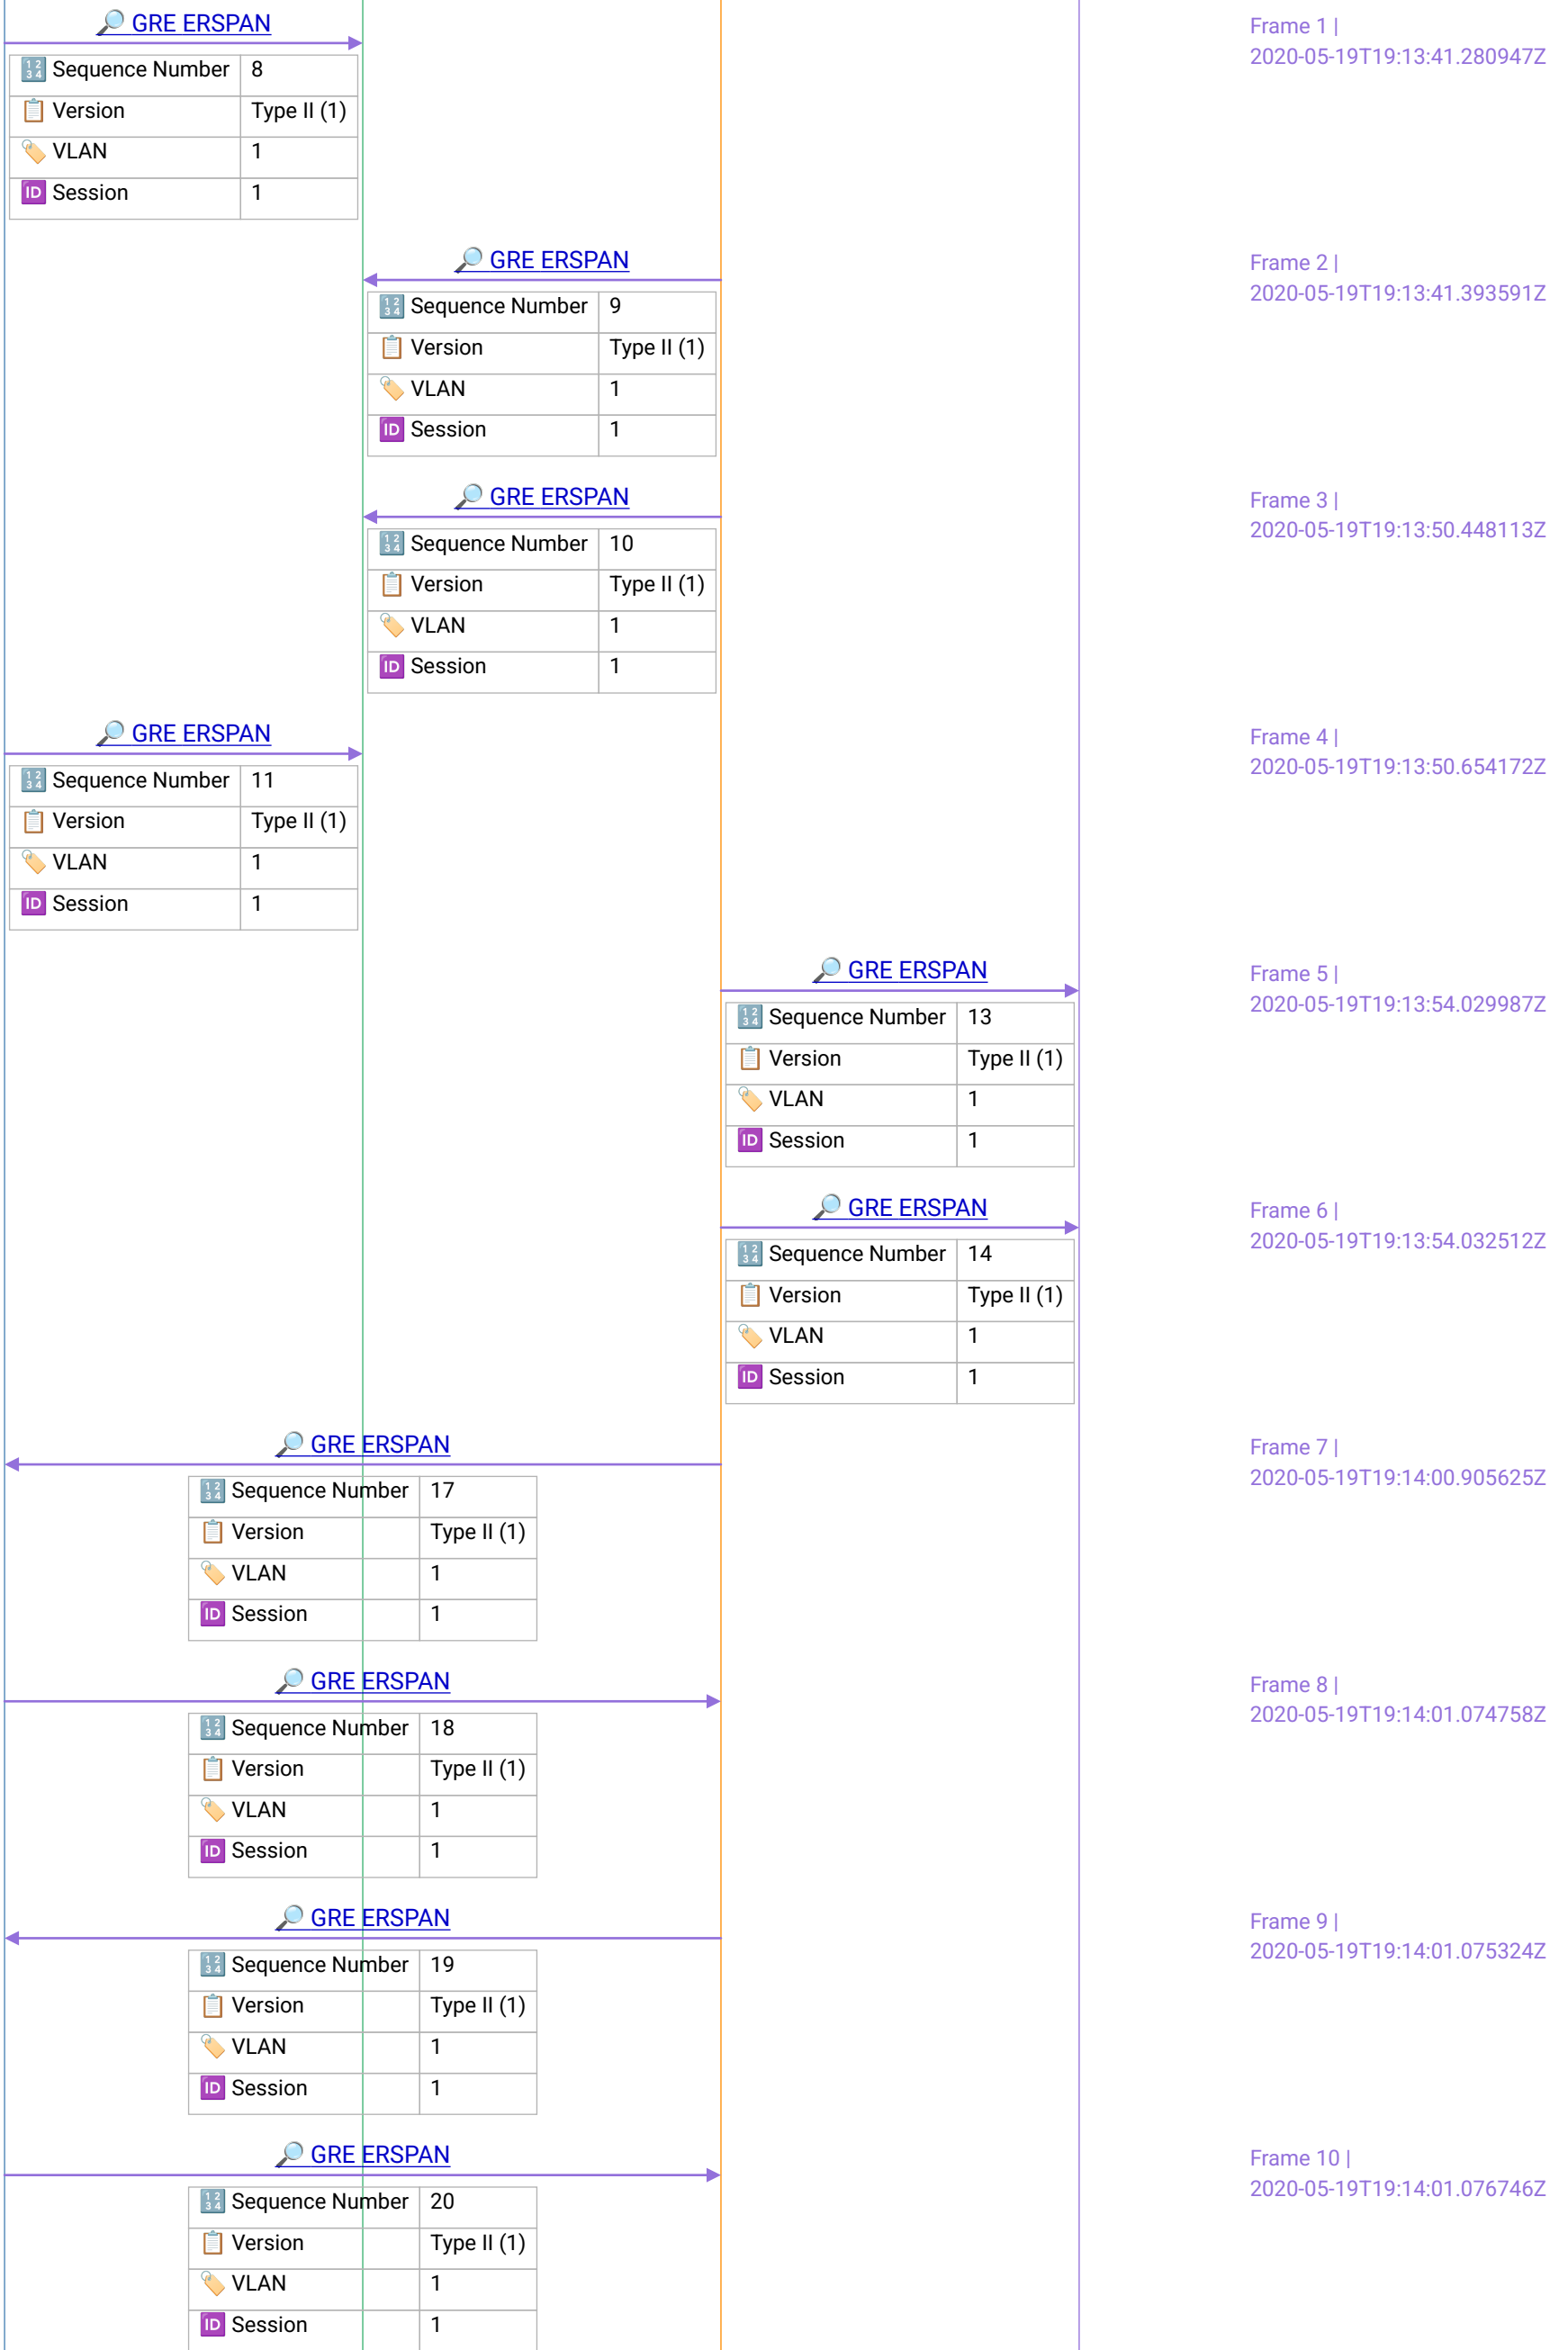 🔎 GRE ERSPAN
Frame 1 |
2020-05-19T19:13:41.280947Z
🔢 Sequence Number 8
📋 Version Type II (1)
🏷️ VLAN 1
🆔 Session 1
🔎 GRE ERSPAN
Frame 2 |
2020-05-19T19:13:41.393591Z
🔢 Sequence Number 9
📋 Version Type II (1)
🏷️ VLAN 1
🆔 Session 1
🔎 GRE ERSPAN
Frame 3 |
2020-05-19T19:13:50.448113Z
🔢 Sequence Number 10
📋 Version Type II (1)
🏷️ VLAN 1
🆔 Session 1
🔎 GRE ERSPAN
Frame 4 |
2020-05-19T19:13:50.654172Z
🔢 Sequence Number 11
📋 Version Type II (1)
🏷️ VLAN 1
🆔 Session 1
🔎 GRE ERSPAN
Frame 5 |
2020-05-19T19:13:54.029987Z
🔢 Sequence Number 13
📋 Version Type II (1)
🏷️ VLAN 1
🆔 Session 1
🔎 GRE ERSPAN
Frame 6 |
2020-05-19T19:13:54.032512Z
🔢 Sequence Number 14
📋 Version Type II (1)
🏷️ VLAN 1
🆔 Session 1
🔎 GRE ERSPAN
Frame 7 |
2020-05-19T19:14:00.905625Z
🔢 Sequence Number 17
📋 Version Type II (1)
🏷️ VLAN 1
🆔 Session 1
🔎 GRE ERSPAN
Frame 8 |
2020-05-19T19:14:01.074758Z
🔢 Sequence Number 18
📋 Version Type II (1)
🏷️ VLAN 1
🆔 Session 1
🔎 GRE ERSPAN
Frame 9 |
2020-05-19T19:14:01.075324Z
🔢 Sequence Number 19
📋 Version Type II (1)
🏷️ VLAN 1
🆔 Session 1
🔎 GRE ERSPAN
Frame 10 |
2020-05-19T19:14:01.076746Z
🔢 Sequence Number 20
📋 Version Type II (1)
🏷️ VLAN 1
🆔 Session 1